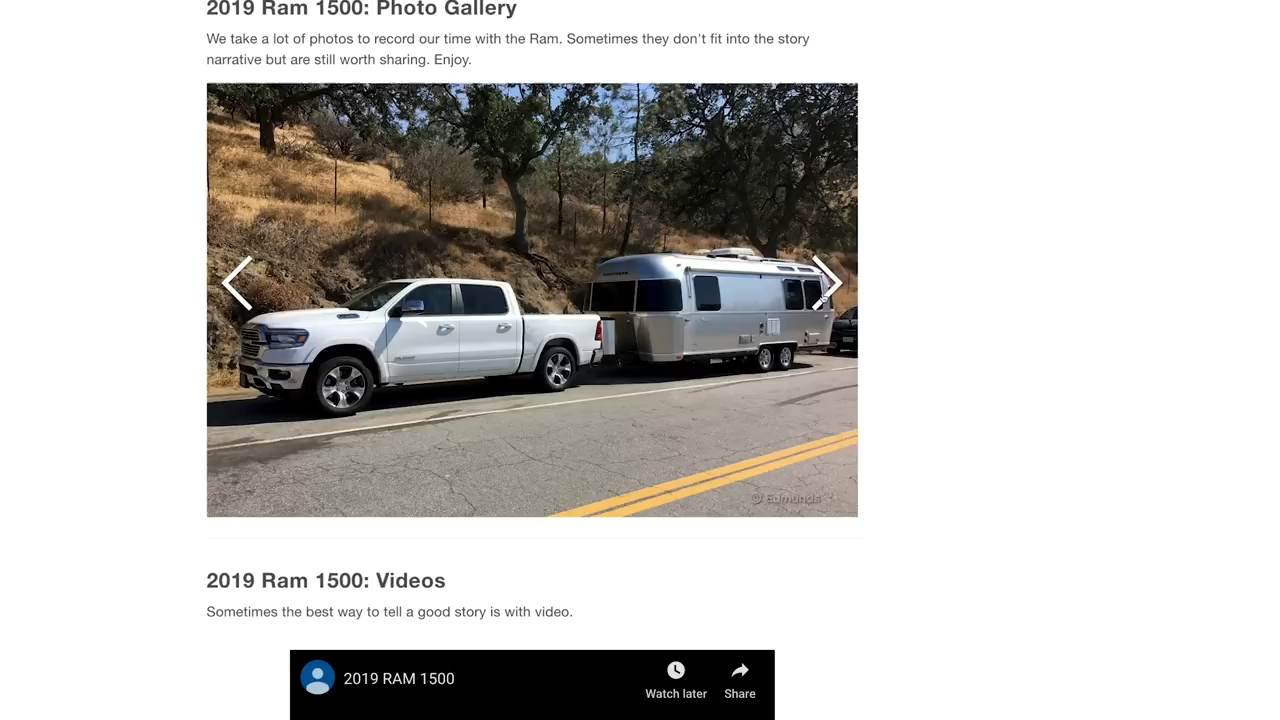 2019 Ram 1500: Photo Gallery
We take a lot of photos to record our time with the Ram. Sometimes they don't fit into the story
narrative but are still worth sharing. Enjoy.
© Edmunds
2019 Ram 1500: Videos
Sometimes the best way to tell a good story is with video.
2019 RAM 1500
Watch later
Share